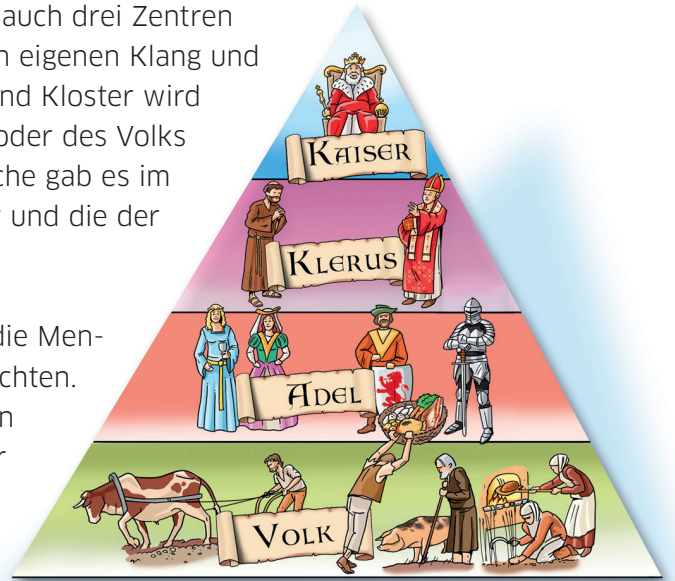 auch drei Zentren
eigenen Klang und
nd Kloster wird
oder des Volks
che gab es im
und die der
die Men-
chten.
KAISER
KLERUS
ADEL
VOLK